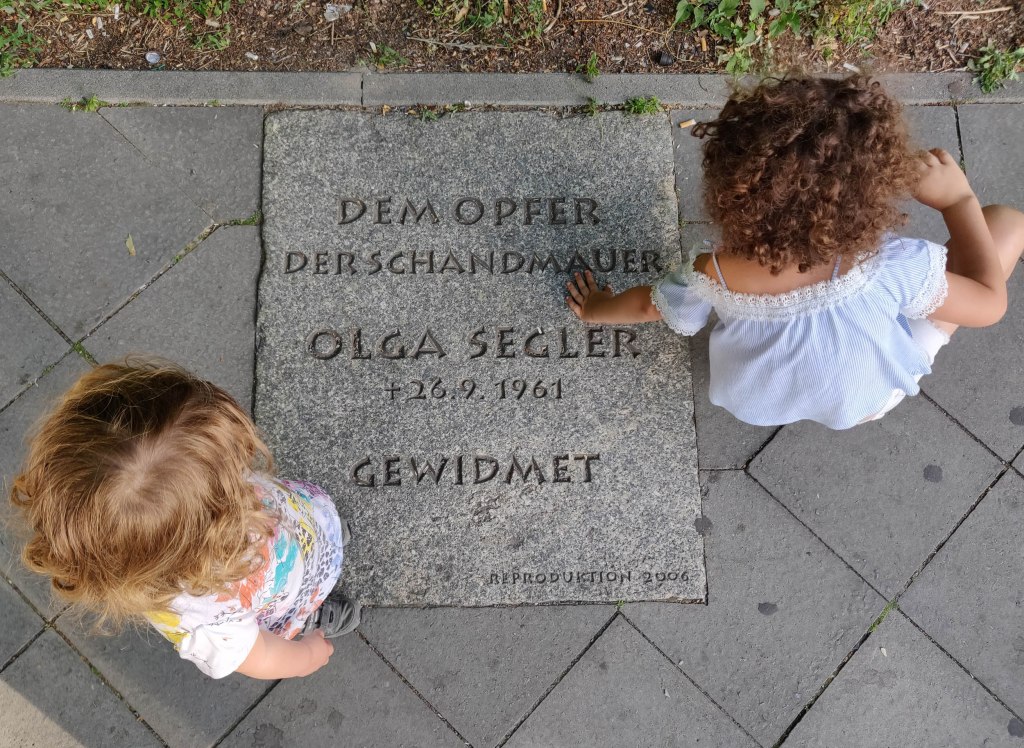 DEM OPFER
DER SCHANDMAUER
OLGA SEGLER
+26.9.1961
GEWIDMET
REPRODUKTION 2006